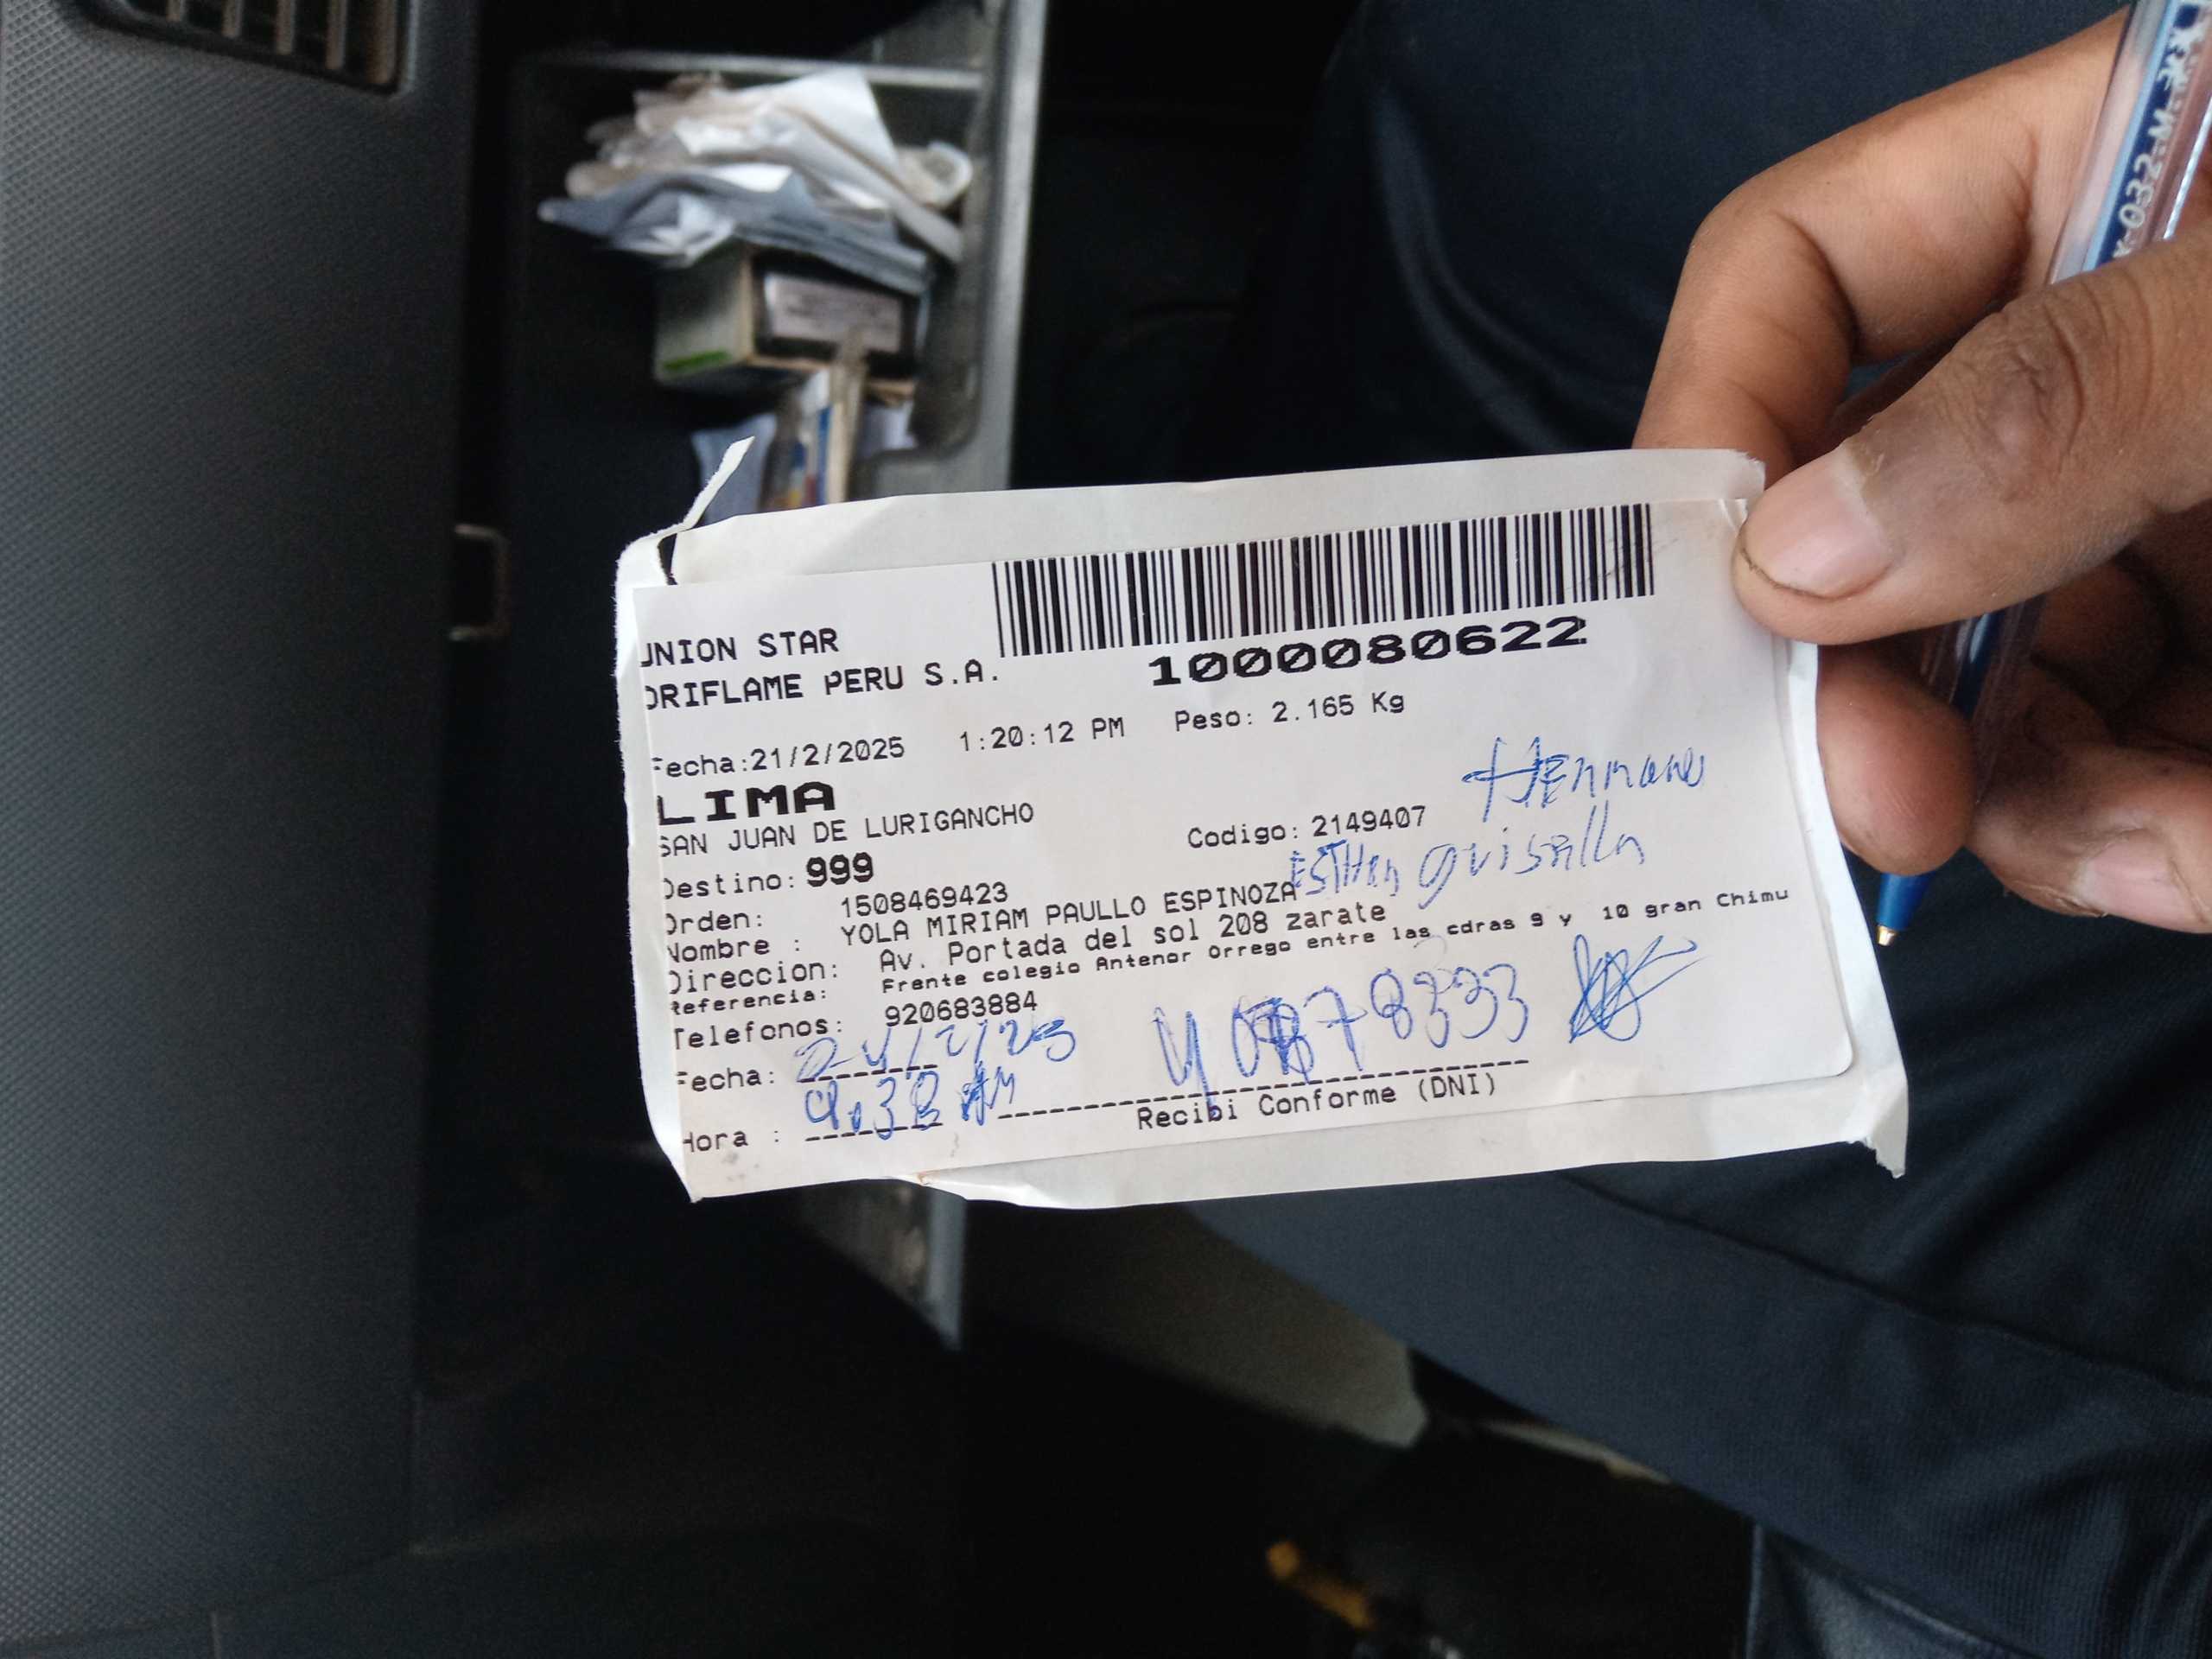 UNION STAR
ORIFLAME PERU S.A.
1000080622
Fecha:21/2/2025 1:20:12 PM Peso: 2.165 Kg
LIMA
SAN JUAN DE LURIGANCHO
Codigo: 2149407
Destino: 999
Orden: 1508469423
Nombre : YOLA MIRIAM PAULLO ESPINOZA
Direccion: Av. Portada del sol 208 zarate
Referencia: Frente colegio Antenor Orrego entre las cdras 9 y 10 gran Chimu
Telefonos: 920683884
Fecha: 24/2/25
Hora :
Recibi Conforme (DNI)